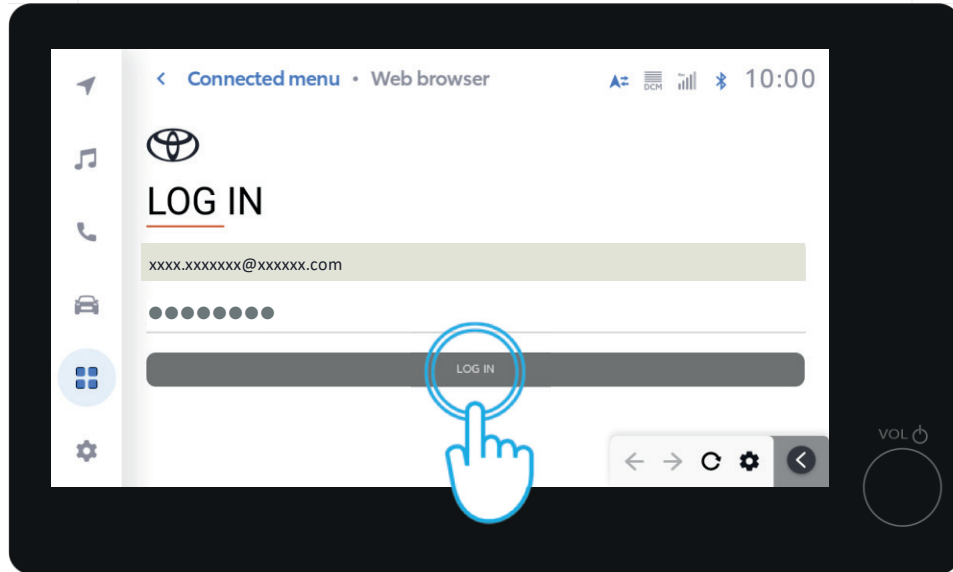 < Connected menu • Web browser
A DCM 10:00
LOG IN
xxxx.xxxxxxx@xxxxxx.com
●●●●●●●●
LOG IN
VOL